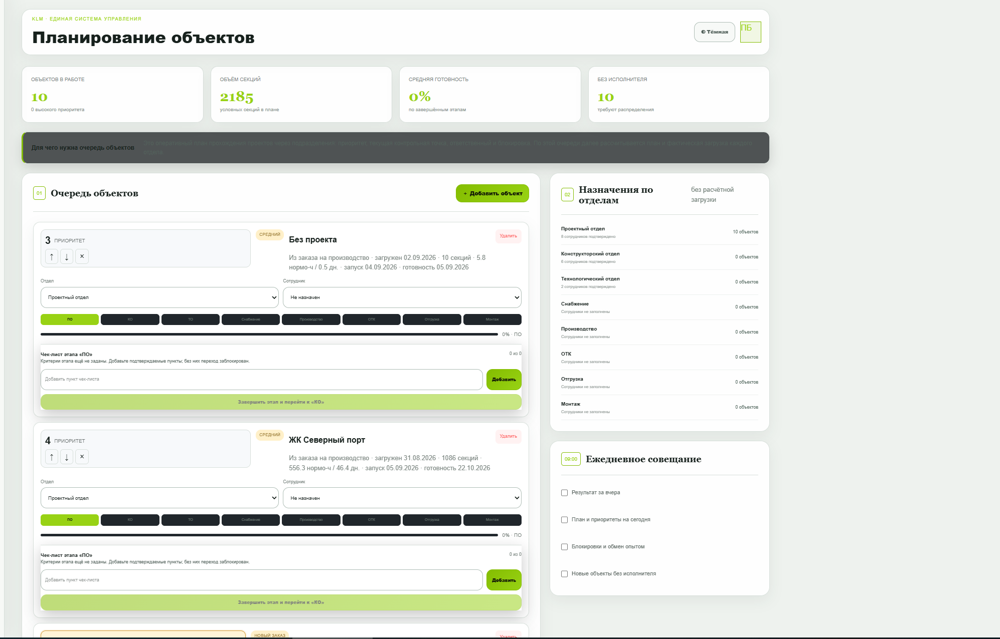 KLM · ЕДИНАЯ СИСТЕМА УПРАВЛЕНИЯ
Планирование объектов
Тёмная
ПБ
ОБЪЕКТОВ В РАБОТЕ
10
0 высокого приоритета
ОБЪЁМ СЕКЦИЙ
2185
условных секций в плане
СРЕДНЯЯ ГОТОВНОСТЬ
0%
по завершённым этапам
БЕЗ ИСПОЛНИТЕЛЯ
10
требуют распределения
Для чего нужна очередь объектов
Это оперативный план прохождения проектов через подразделения: приоритет, текущая контрольная точка, ответственный и блокировка. По этой очереди далее рассчитывается план и фактическая загрузка каждого
отдела.
01
Очередь объектов
+ Добавить объект
3 ПРИОРИТЕТ
↑ ↓ ×
СРЕДНИЙ
Без проекта
Удалить
Из заказа на производство · загружен 02.09.2026 · 10 секций · 5.8
нормо-ч / 0.5 дн. · запуск 04.09.2026 · готовность 05.09.2026
Отдел
Проектный отдел
Сотрудник
Не назначен
ПО КО ТО Снабжение Производство ОТК Отгрузка Монтаж
0% · ПО
Чек-лист этапа «ПО»
0 из 0
Критерии этапа ещё не заданы. Добавьте подтверждаемые пункты; без них переход заблокирован.
Добавить пункт чек-листа
Добавить
Завершить этап и перейти к «КО»
4 ПРИОРИТЕТ
↑ ↓ ×
СРЕДНИЙ
ЖК Северный порт
Удалить
Из заказа на производство · загружен 31.08.2026 · 1086 секций ·
556.3 нормо-ч / 46.4 дн. · запуск 05.09.2026 · готовность 22.10.2026
Отдел
Проектный отдел
Сотрудник
Не назначен
ПО КО ТО Снабжение Производство ОТК Отгрузка Монтаж
0% · ПО
Чек-лист этапа «ПО»
0 из 0
Критерии этапа ещё не заданы. Добавьте подтверждаемые пункты; без них переход заблокирован.
Добавить пункт чек-листа
Добавить
Завершить этап и перейти к «КО»
НОВЫЙ ЗАКАЗ
Удалить
02
Назначения по
отделам
без расчётной
загрузки
Проектный отдел
8 сотрудников подтверждено
10 объектов
Конструкторский отдел
6 сотрудников подтверждено
0 объектов
Технологический отдел
2 сотрудников подтверждено
0 объектов
Снабжение
Сотрудники не заполнены
0 объектов
Производство
Сотрудники не заполнены
0 объектов
ОТК
Сотрудники не заполнены
0 объектов
Отгрузка
Сотрудники не заполнены
0 объектов
Монтаж
Сотрудники не заполнены
0 объектов
09:00
Ежедневное совещание
Результат за вчера
План и приоритеты на сегодня
Блокировки и обмен опытом
Новые объекты без исполнителя